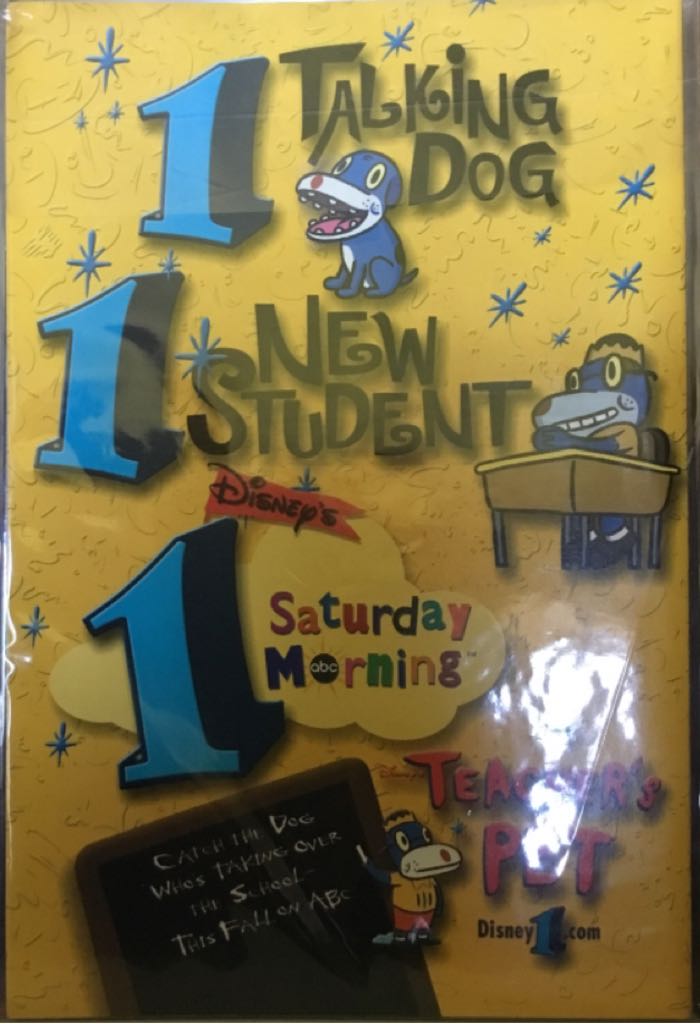 1 TALKING
DOG
1 NEW
STUDENT
DISNEY'S
1 Saturday
Morning™
abc
Disney's
TEACHER'S
PET
CATCH THE DOG
WHO'S TAKING OVER
THE SCHOOL-
THIS FALL ON ABC
Disney1.com